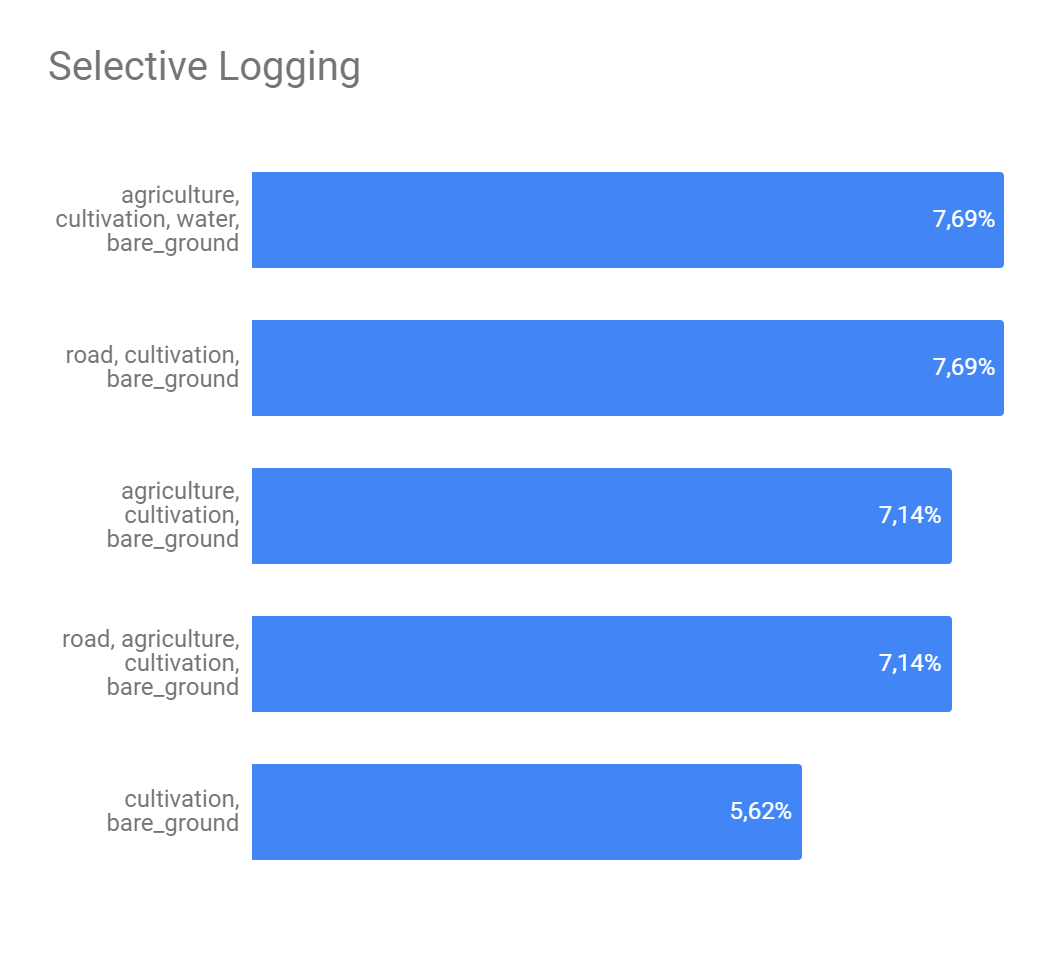 Selective Logging
agriculture,
cultivation, water,
bare_ground
7,69%
road, cultivation,
bare_ground
7,69%
agriculture,
cultivation,
bare_ground
7,14%
road, agriculture,
cultivation,
bare_ground
7,14%
cultivation,
bare_ground
5,62%